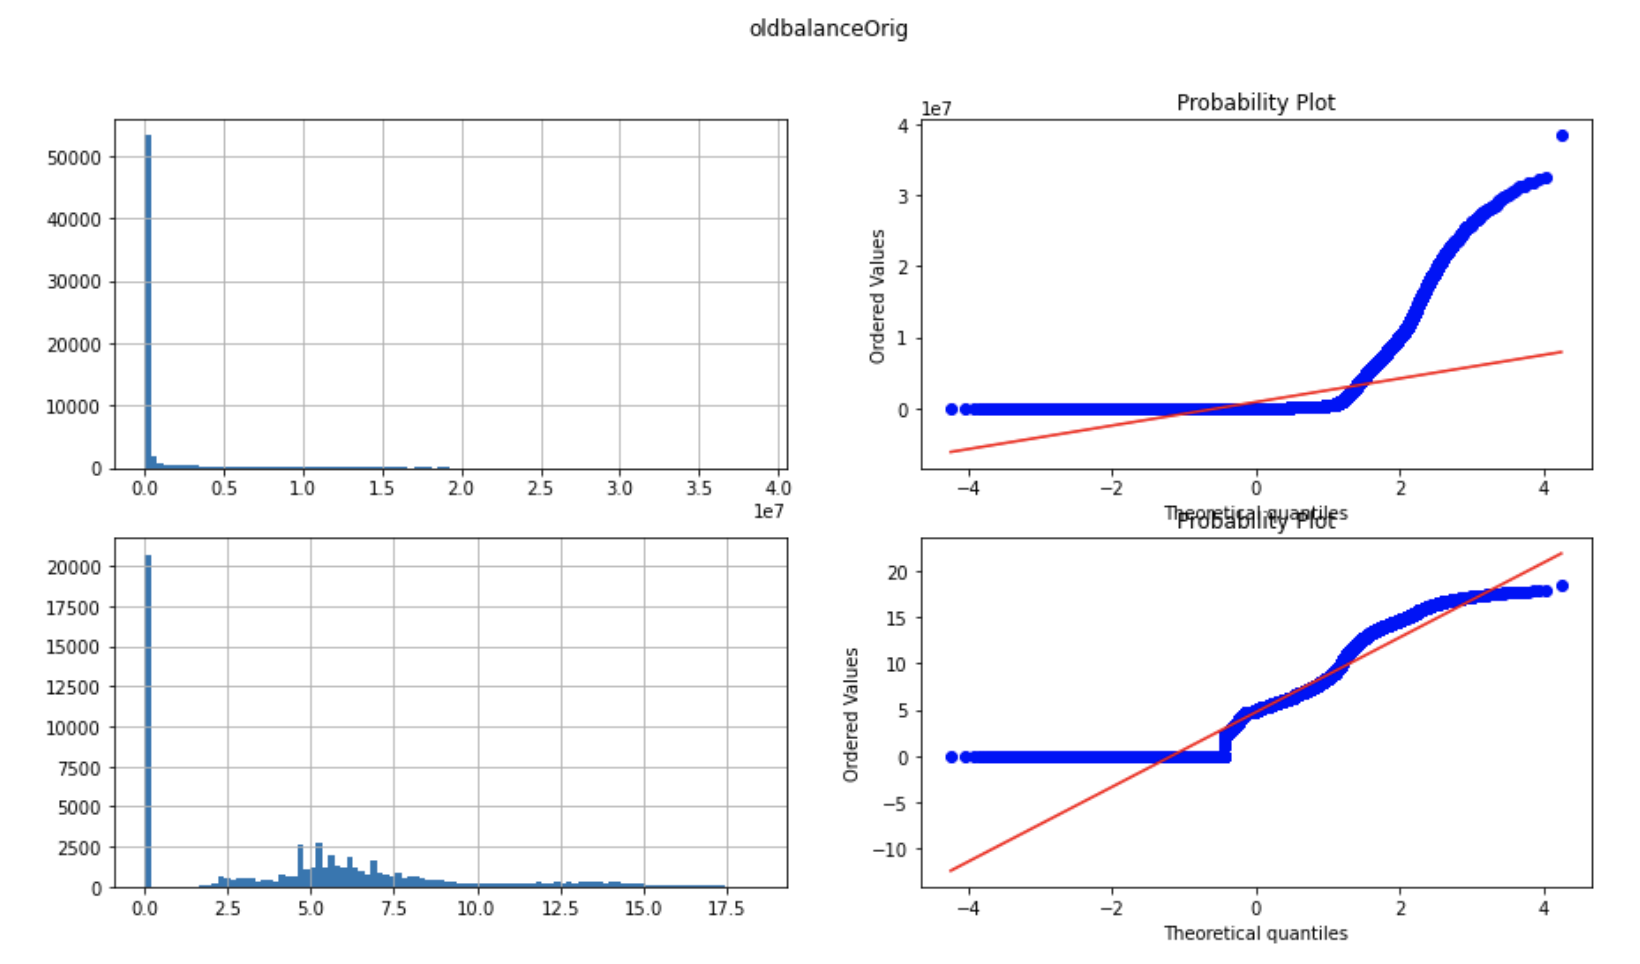 oldbalanceOrig
50000
40000
30000
20000
10000
0
0.0 0.5 1.0 1.5 2.0 2.5 3.0 3.5 4.0
1e7
Probability Plot
1e7
Ordered Values
4
3
2
1
0
−4 −2 0 2 4
Theoretical quantiles
20000
17500
15000
12500
10000
7500
5000
2500
0
0.0 2.5 5.0 7.5 10.0 12.5 15.0 17.5
Probability Plot
Ordered Values
20
15
10
5
0
−5
−10
−4 −2 0 2 4
Theoretical quantiles